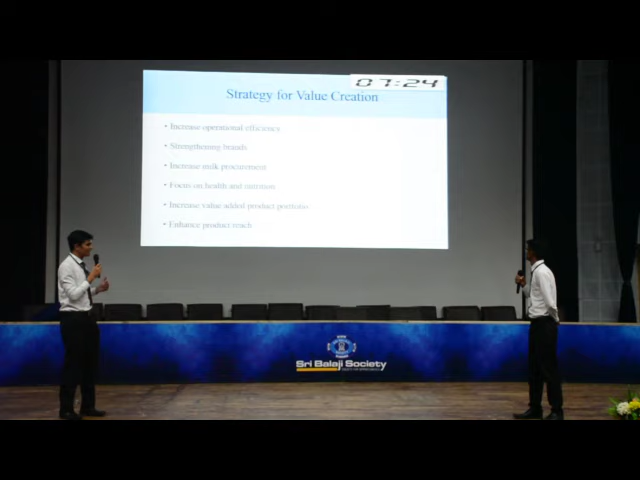 07:24
Strategy for Value Creation
• Increase operational efficiency
• Strengthening brands
• Increase milk procurement
• Focus on health and nutrition
• Increase value added product portfolio
• Enhance product reach
Sri Balaji Society